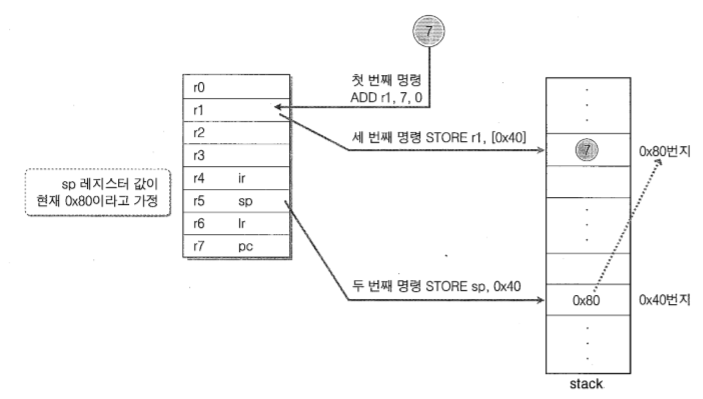 7
첫 번째 명령
ADD r1, 7, 0
r0
r1
r2
r3
r4 ir
r5 sp
r6 lr
r7 pc
sp 레지스터 값이
현재 0x80이라고 가정
세 번째 명령 STORE r1, [0x40]
7
0x80번지
두 번째 명령 STORE sp, 0x40
0x80
0x40번지
stack